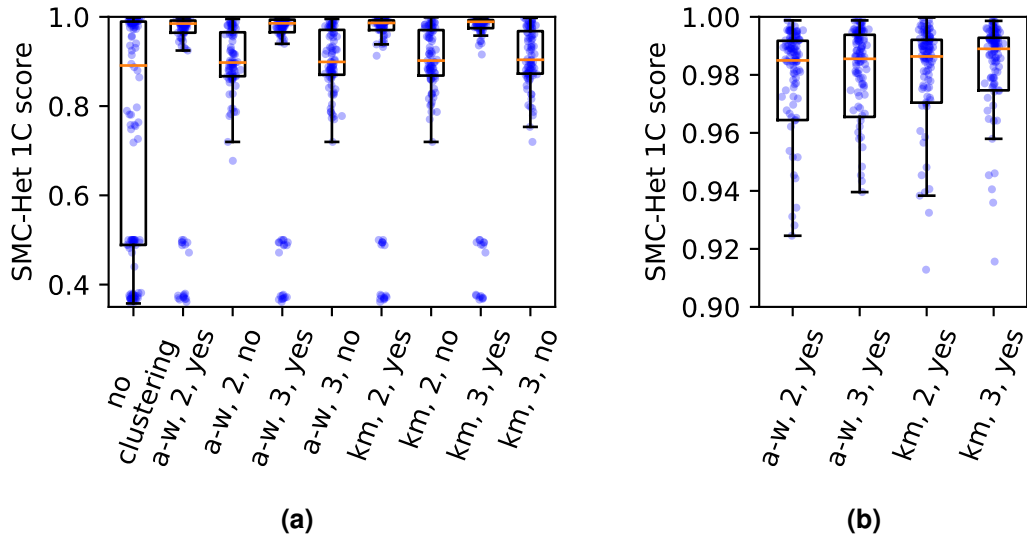 SMC-Het 1C score
1.0
0.8
0.6
0.4
no
clustering
a-w, 2, yes
a-w, 2, no
a-w, 3, yes
a-w, 3, no
km, 2, yes
km, 2, no
km, 3, yes
km, 3, no
(a)
SMC-Het 1C score
1.00
0.98
0.96
0.94
0.92
0.90
a-w, 2, yes
a-w, 3, yes
km, 2, yes
km, 3, yes
(b)